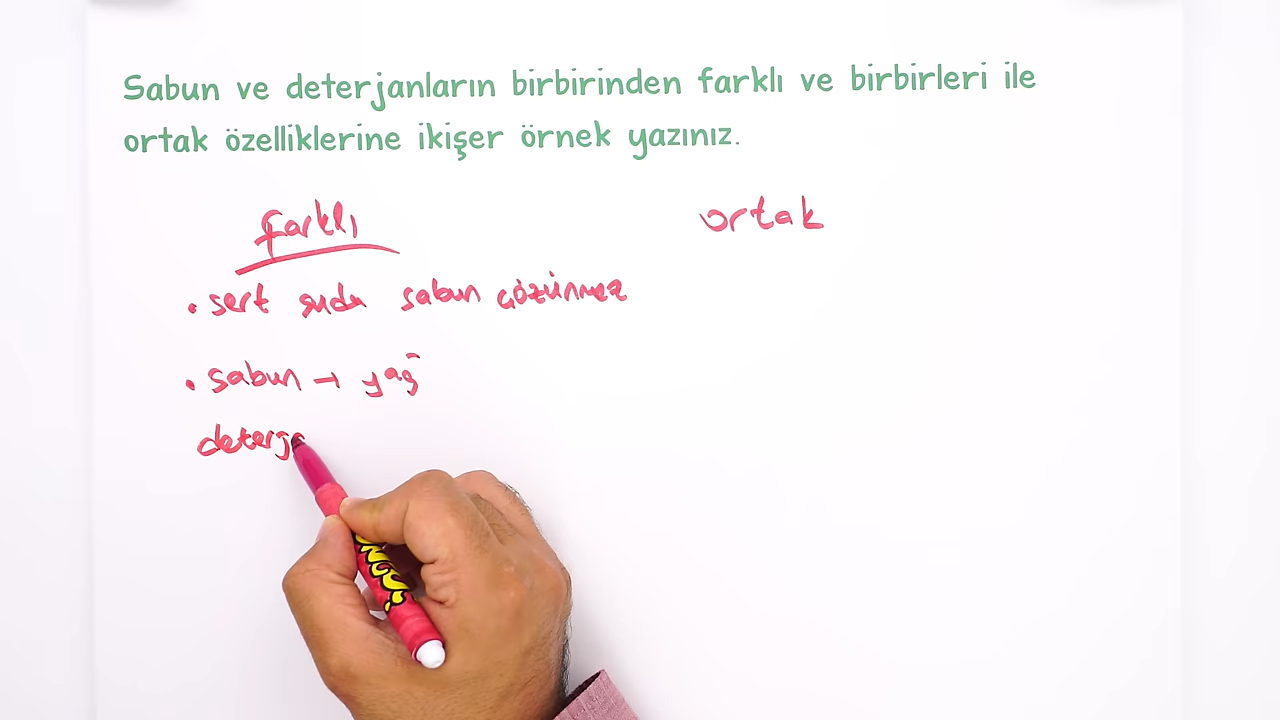 Sabun ve deterjanların birbirinden farklı ve birbirleri ile
ortak özelliklerine ikişer örnek yazınız.
farklı
ortak
• sert suda sabun çözünmez
• sabun → yağ
deterja